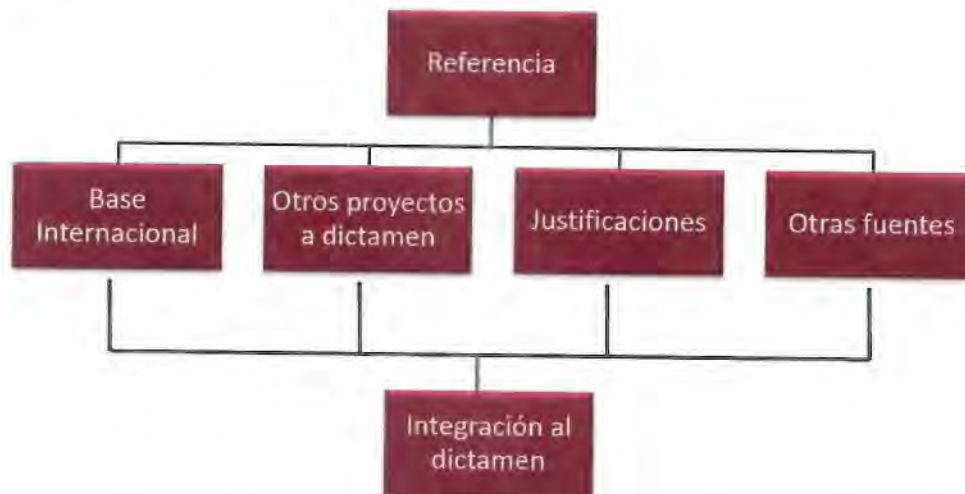 Referencia
Base
Internacional
Otros proyectos
a dictamen
Justificaciones
Otras fuentes
Integración al
dictamen